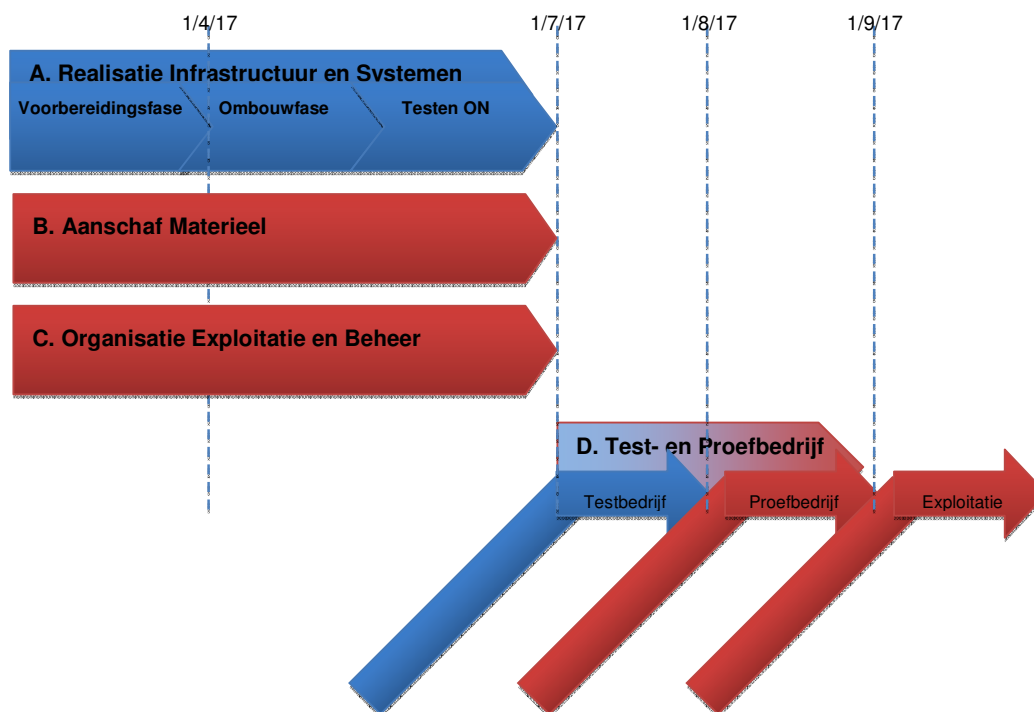 1/4/17 1/7/17 1/8/17 1/9/17
A. Realisatie Infrastructuur en Systemen
Voorbereidingsfase Ombouwfase Testen ON
B. Aanschaf Materieel
C. Organisatie Exploitatie en Beheer
D. Test- en Proefbedrijf
Testbedrijf Proefbedrijf Exploitatie